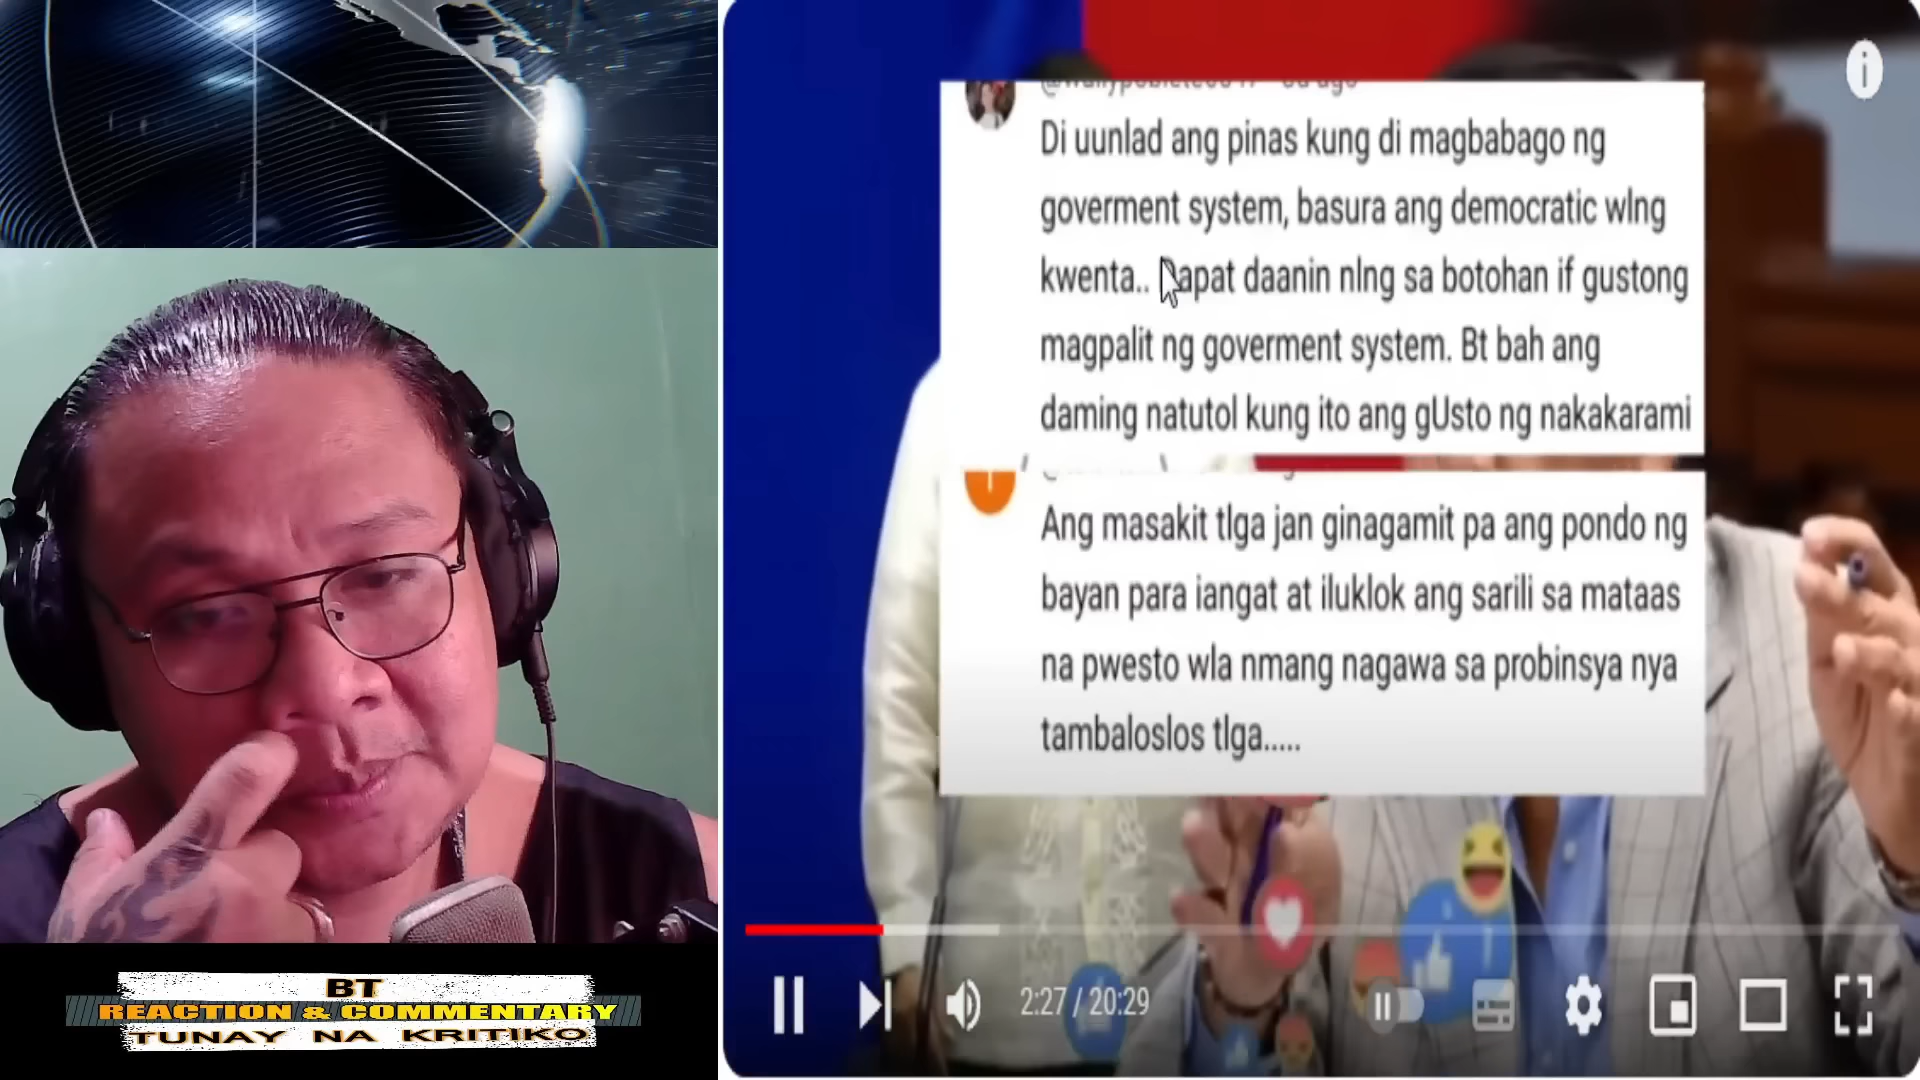 Di uunlad ang pinas kung di magbabago ng
goverment system, basura ang democratic wlng
kwenta.. Dapat daanin nlng sa botohan if gustong
magpalit ng goverment system. Bt bah ang
daming natutol kung ito ang gUsto ng nakakarami
Ang masakit tlga jan ginagamit pa ang pondo ng
bayan para iangat at iluklok ang sarili sa mataas
na pwesto wla nmang nagawa sa probinsya nya
tambaloslos tlga.....
2:27 / 20:29
BT
REACTION & COMMENTARY
TUNAY NA KRITIKO